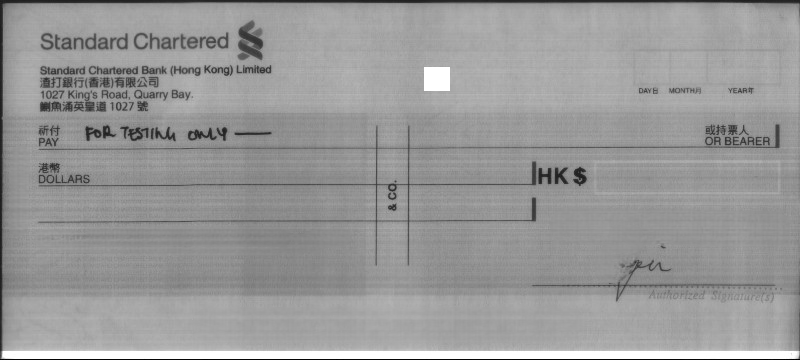 Standard Chartered
Standard Chartered Bank (Hong Kong) Limited
渣打銀行(香港)有限公司
1027 King's Road, Quarry Bay.
鰂魚涌英皇道 1027 號
DAY日 MONTH月 YEAR年
祈付
PAY FOR TESTING ONLY
或持票人
OR BEARER
港幣
DOLLARS
HK $
& CO.
Authorized Signature(s)